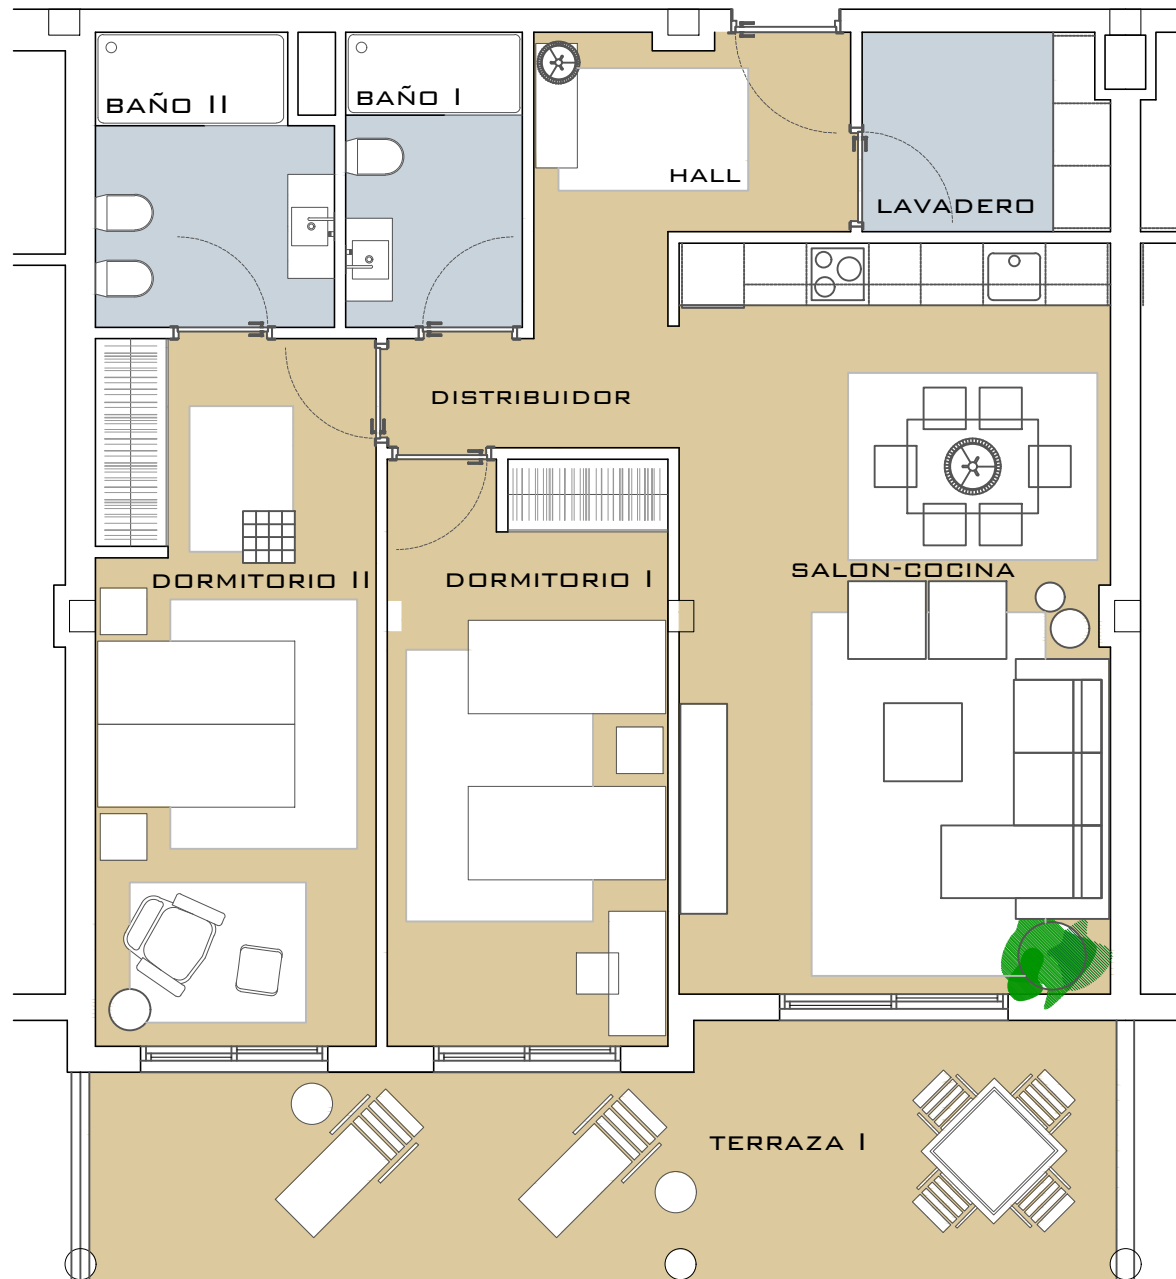 BAÑO II
BAÑO I
HALL
LAVADERO
DISTRIBUIDOR
DORMITORIO II
DORMITORIO I
SALON-COCINA
TERRAZA I